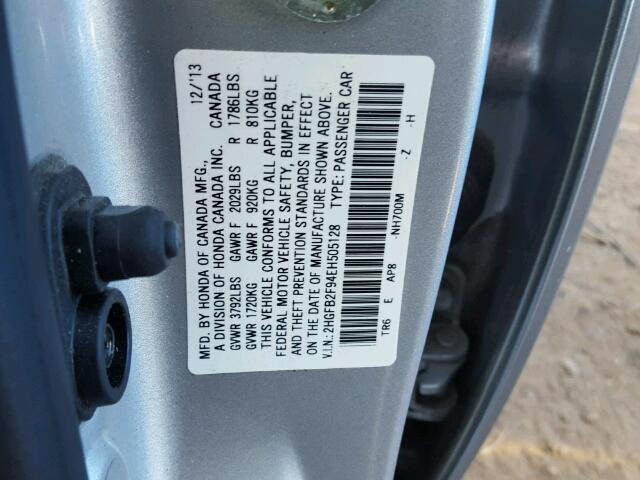 MFD. BY HONDA OF CANADA MFG., 12/'13
A DIVISION OF HONDA CANADA INC. CANADA
GVWR 3792LBS GAWR F 2029LBS R 1786LBS
GVWR 1720KG GAWR F 920KG R 810KG
THIS VEHICLE CONFORMS TO ALL APPLICABLE
FEDERAL MOTOR VEHICLE SAFETY, BUMPER,
AND THEFT PREVENTION STANDARDS IN EFFECT
ON THE DATE OF MANUFACTURE SHOWN ABOVE.
V.I.N.: 2HGFB2F94EH505128 TYPE: PASSENGER CAR
TR6 E AP8 -NH700M -Z -H